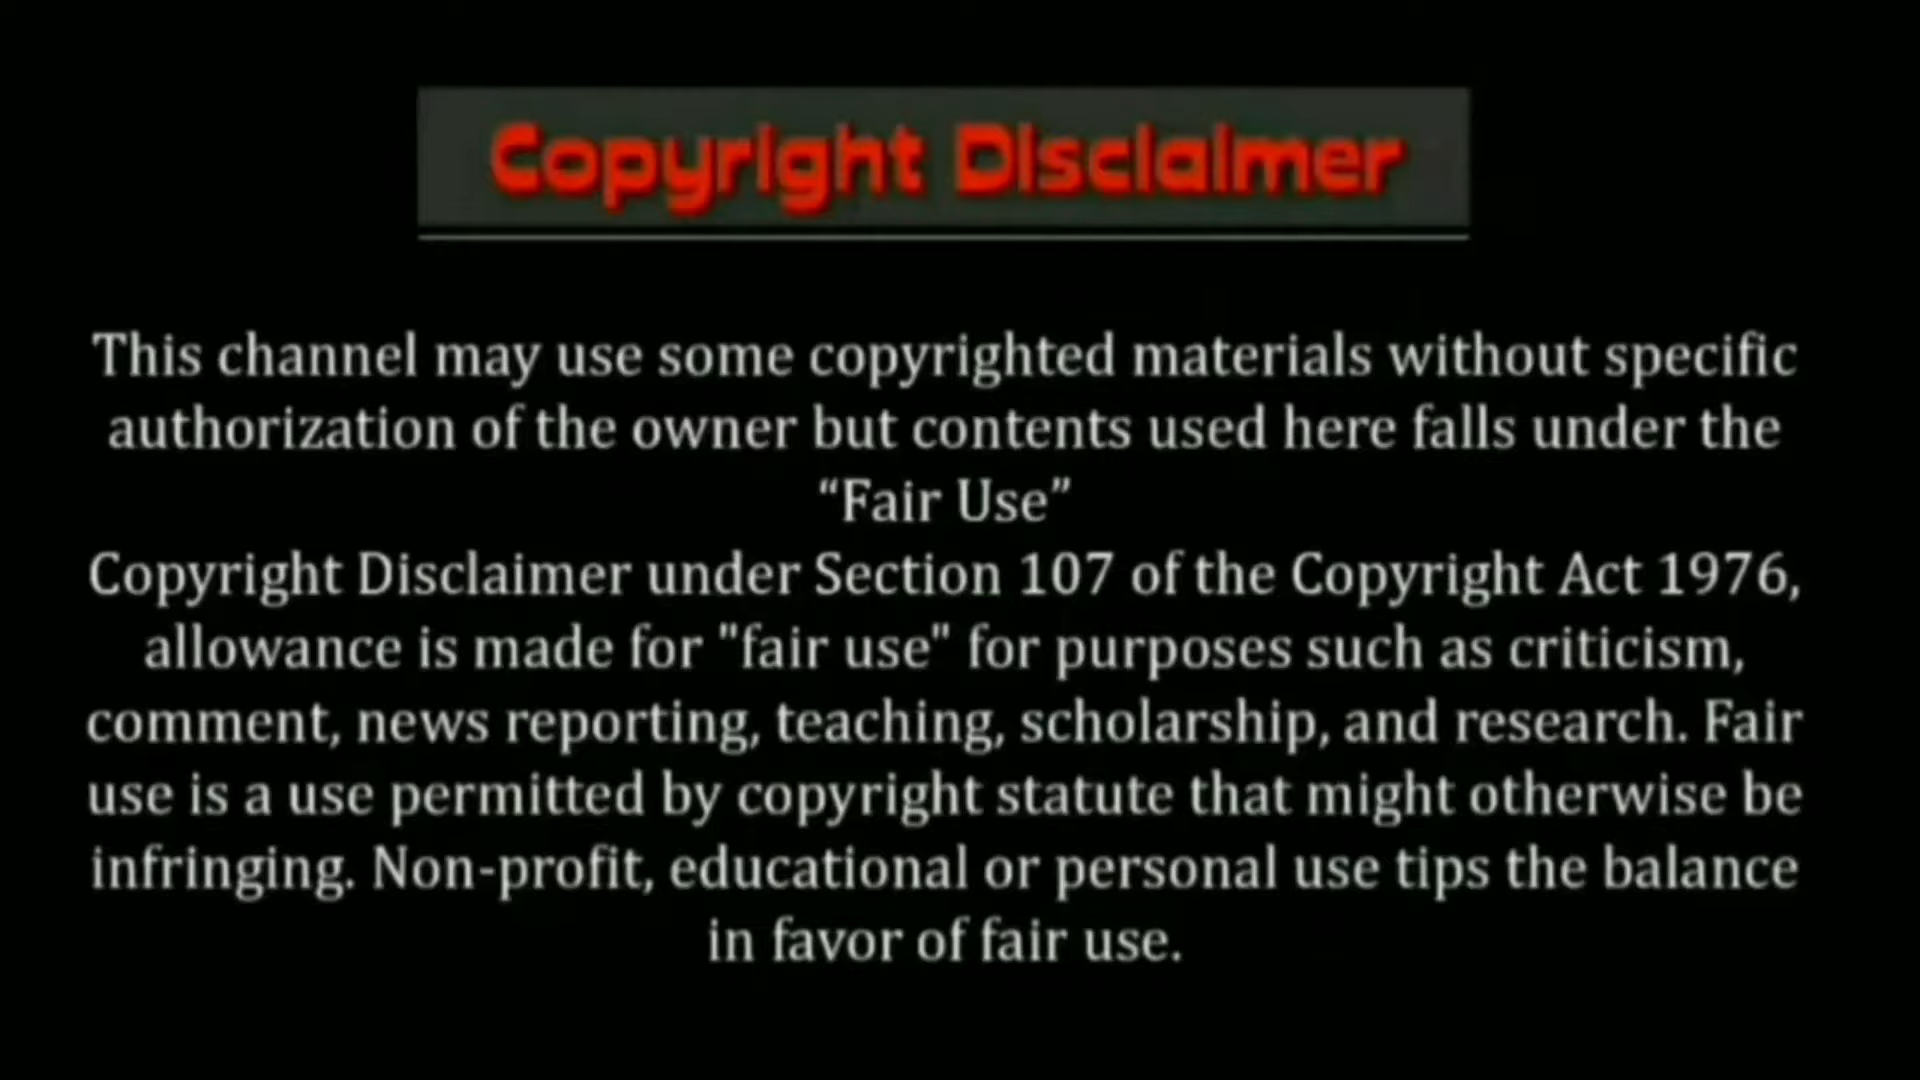 Copyright Disclaimer
This channel may use some copyrighted materials without specific
authorization of the owner but contents used here falls under the
“Fair Use”
Copyright Disclaimer under Section 107 of the Copyright Act 1976,
allowance is made for "fair use" for purposes such as criticism,
comment, news reporting, teaching, scholarship, and research. Fair
use is a use permitted by copyright statute that might otherwise be
infringing. Non-profit, educational or personal use tips the balance
in favor of fair use.